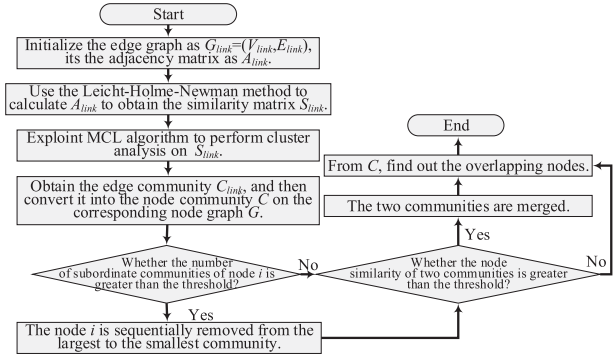 Start
Initialize the edge graph as Glink=(Vlink,Elink),
its the adjacency matrix as Alink.
Use the Leicht-Holme-Newman method to
calculate Alink to obtain the similarity matrix Slink.
Exploint MCL algorithm to perform cluster
analysis on Slink.
Obtain the edge community Clink, and then
convert it into the node community C on the
corresponding node graph G.
Whether the number
of subordinate communities of node i is
greater than the threshold?
No
Yes
The node i is sequentially removed from the
largest to the smallest community.
Whether the node
similarity of two communities is greater
than the threshold?
Yes
No
The two communities are merged.
From C, find out the overlapping nodes.
End